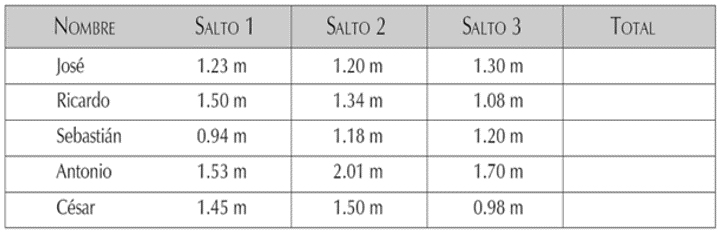 NOMBRE SALTO 1 SALTO 2 SALTO 3 TOTAL
José 1.23 m 1.20 m 1.30 m
Ricardo 1.50 m 1.34 m 1.08 m
Sebastián 0.94 m 1.18 m 1.20 m
Antonio 1.53 m 2.01 m 1.70 m
César 1.45 m 1.50 m 0.98 m